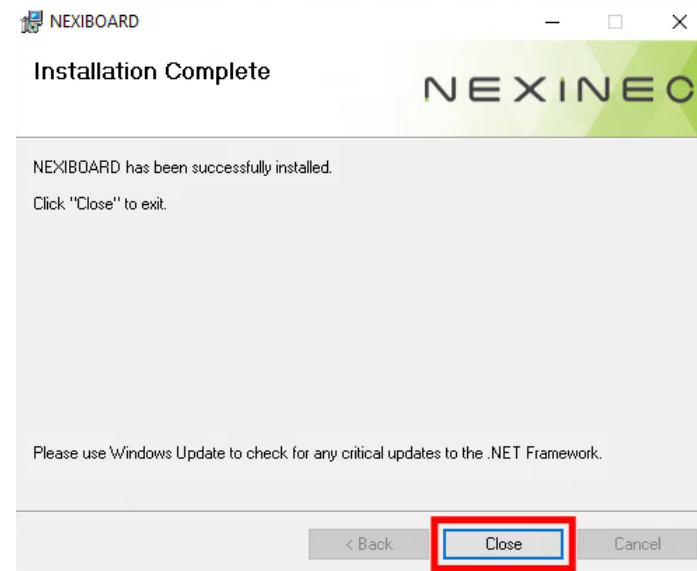 NEXIBOARD
Installation Complete
NEXINEO
NEXIBOARD has been successfully installed.
Click "Close" to exit.
Please use Windows Update to check for any critical updates to the .NET Framework.
< Back
Close
Cancel